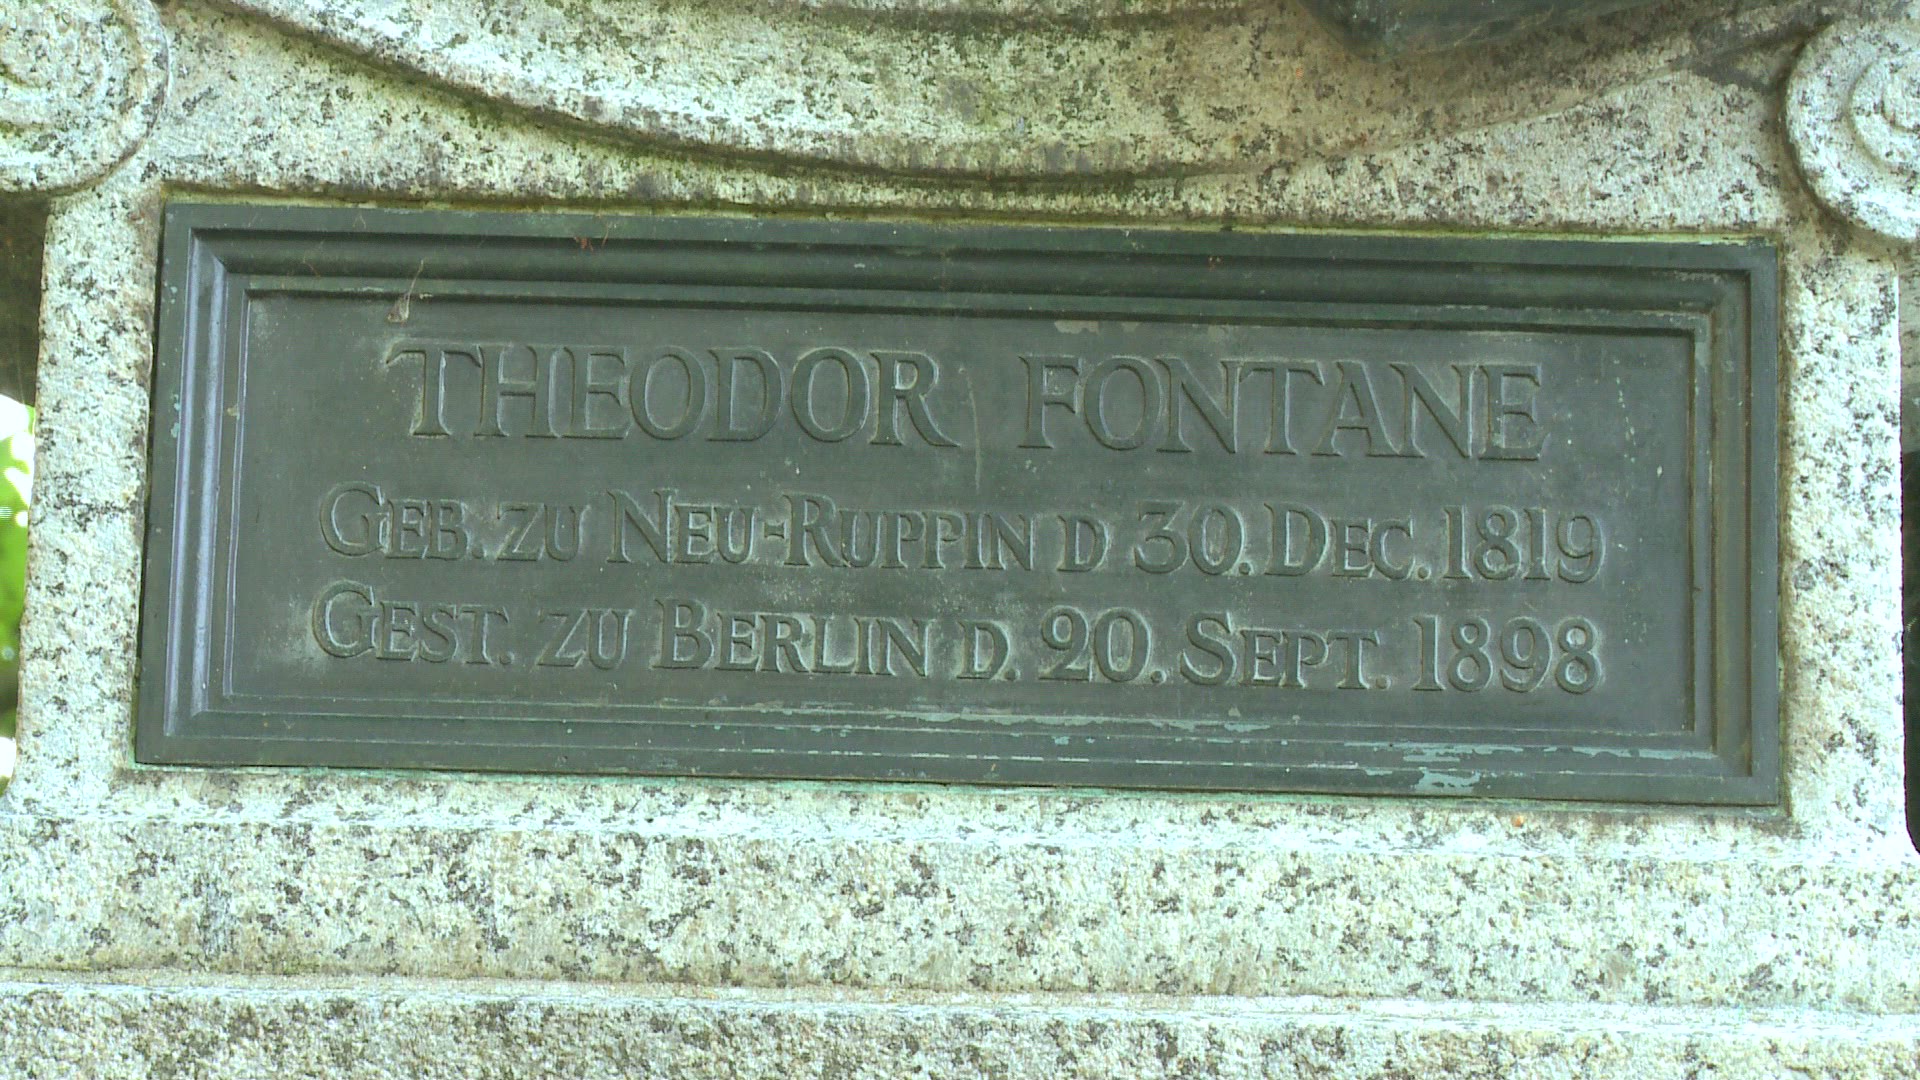 THEODOR FONTANE
GEB. ZU NEU-RUPPIN D 30. DEC. 1819
GEST. ZU BERLIN D. 20. SEPT. 1898